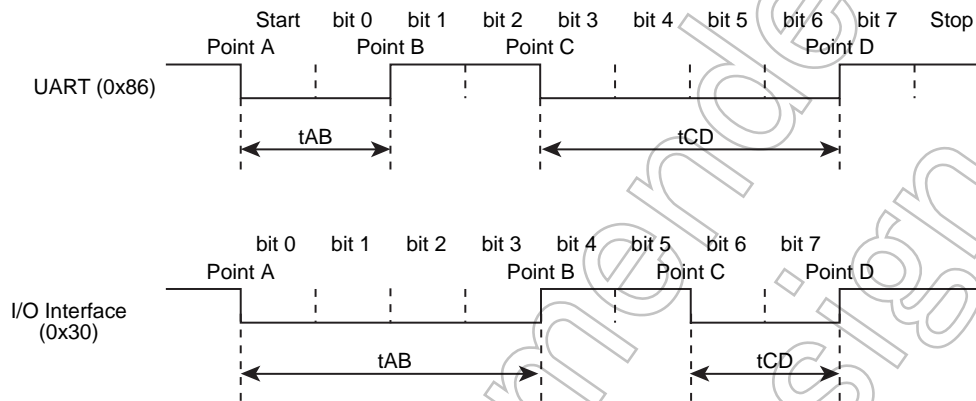 Start bit 0 bit 1 bit 2 bit 3 bit 4 bit 5 bit 6 bit 7 Stop
Point A Point B Point C Point D
UART (0x86)
tAB tCD
bit 0 bit 1 bit 2 bit 3 bit 4 bit 5 bit 6 bit 7
Point A Point B Point C Point D
I/O Interface
(0x30)
tAB tCD